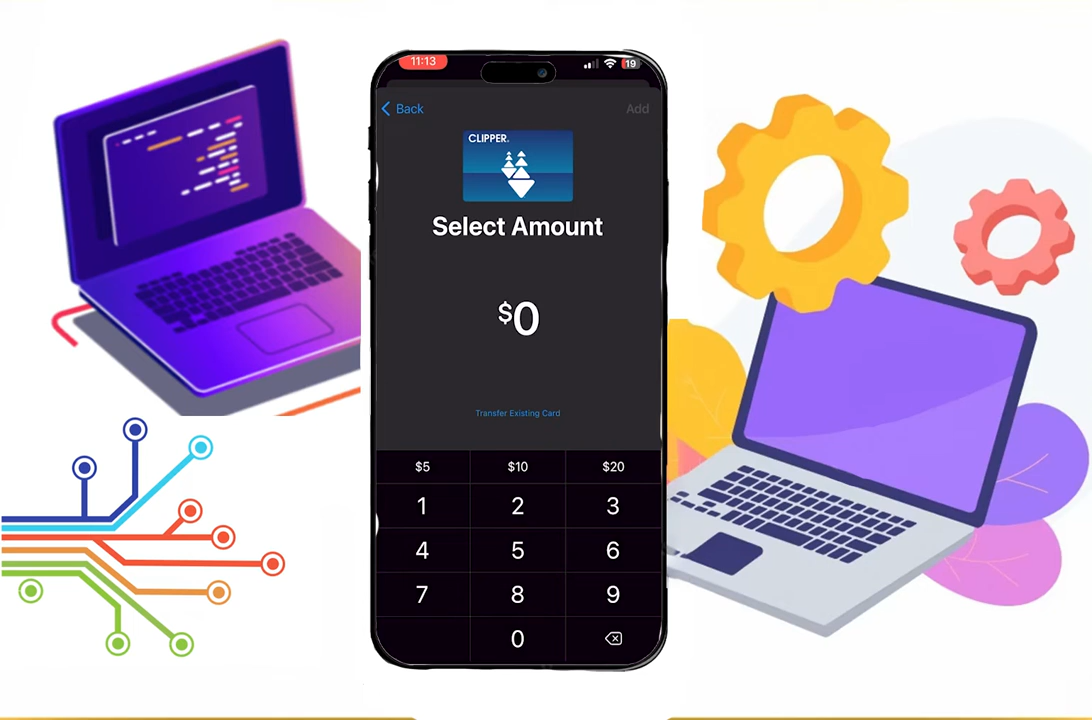 11:13 19
Back Add
CLIPPER.
Select Amount
$0
Transfer Existing Card
$5 $10 $20
1 2 3
4 5 6
7 8 9
0